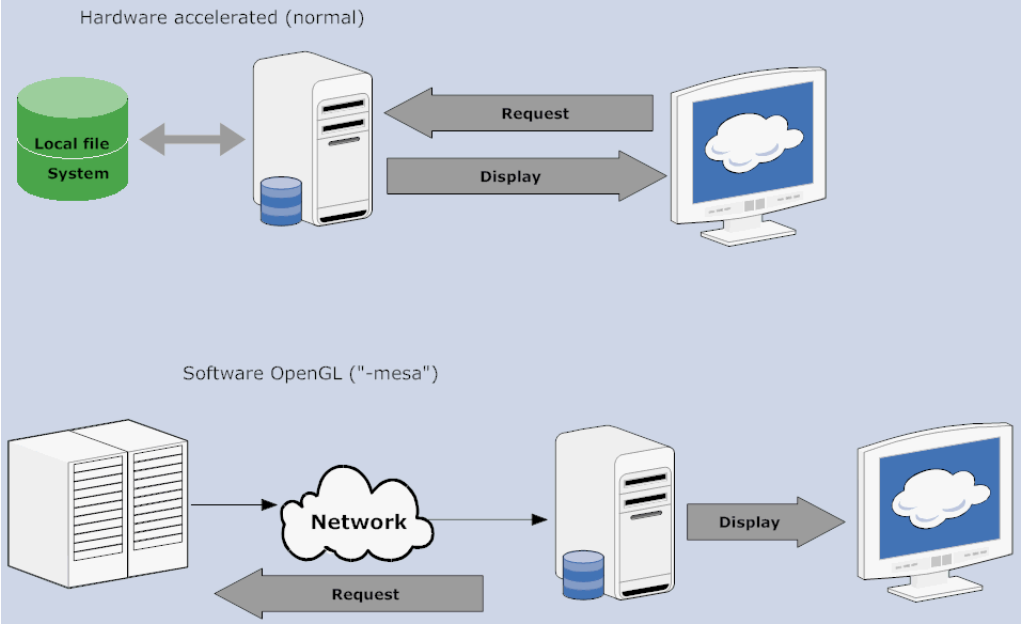 Hardware accelerated (normal)
Request
Local file
System
Display
Software OpenGL ("-mesa")
Network
Display
Request